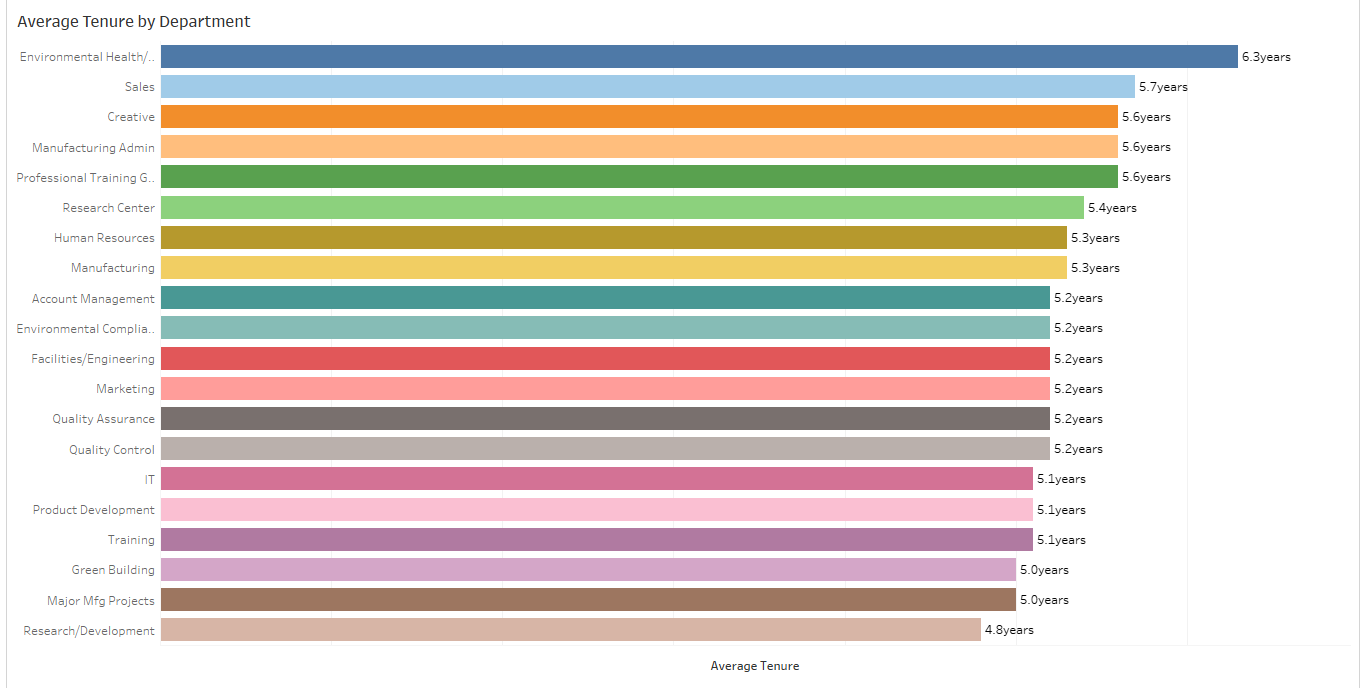 Average Tenure by Department
Environmental Health/.. 6.3years
Sales 5.7years
Creative 5.6years
Manufacturing Admin 5.6years
Professional Training G.. 5.6years
Research Center 5.4years
Human Resources 5.3years
Manufacturing 5.3years
Account Management 5.2years
Environmental Complia.. 5.2years
Facilities/Engineering 5.2years
Marketing 5.2years
Quality Assurance 5.2years
Quality Control 5.2years
IT 5.1years
Product Development 5.1years
Training 5.1years
Green Building 5.0years
Major Mfg Projects 5.0years
Research/Development 4.8years
Average Tenure